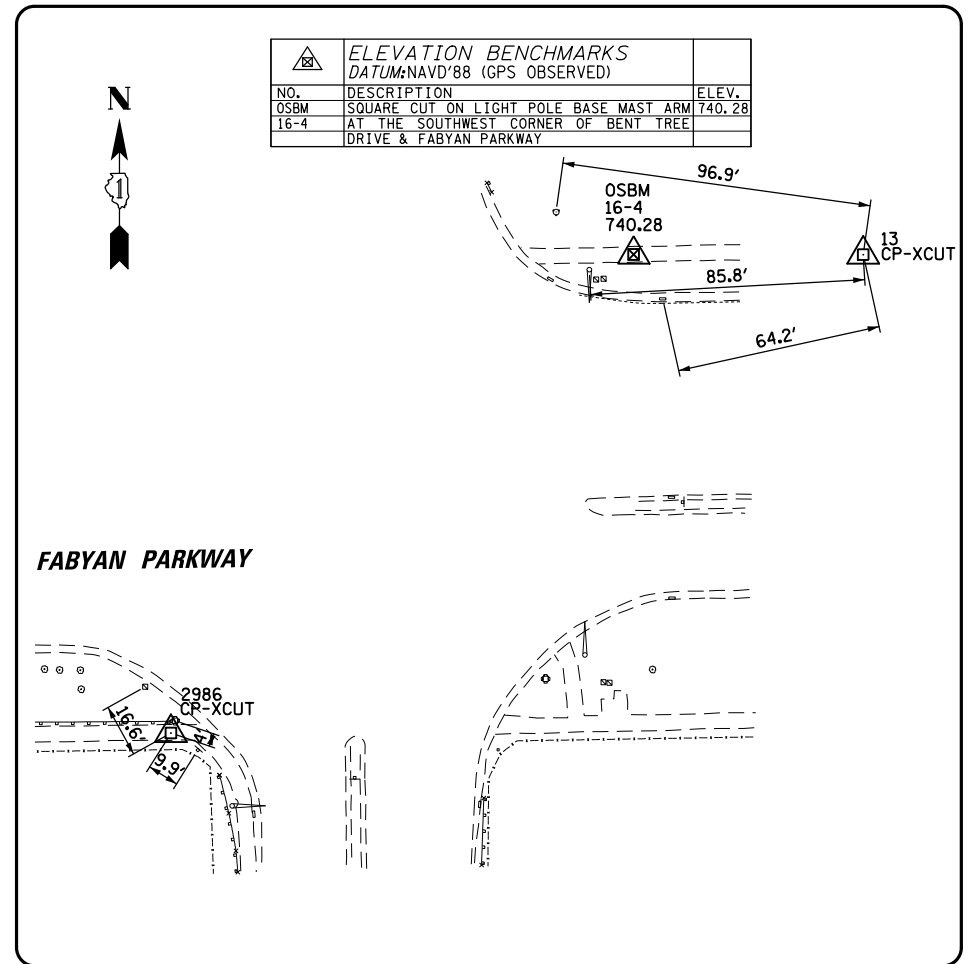 ELEVATION BENCHMARKS
DATUM:NAVD'88 (GPS OBSERVED)
NO. DESCRIPTION ELEV.
OSBM SQUARE CUT ON LIGHT POLE BASE MAST ARM 740.28
16-4 AT THE SOUTHWEST CORNER OF BENT TREE
DRIVE & FABYAN PARKWAY
N
1
96.9'
OSBM
16-4
740.28
13
CP-XCUT
85.8'
64.2'
FABYAN PARKWAY
2986
CP-XCUT
16.6'
9.9'